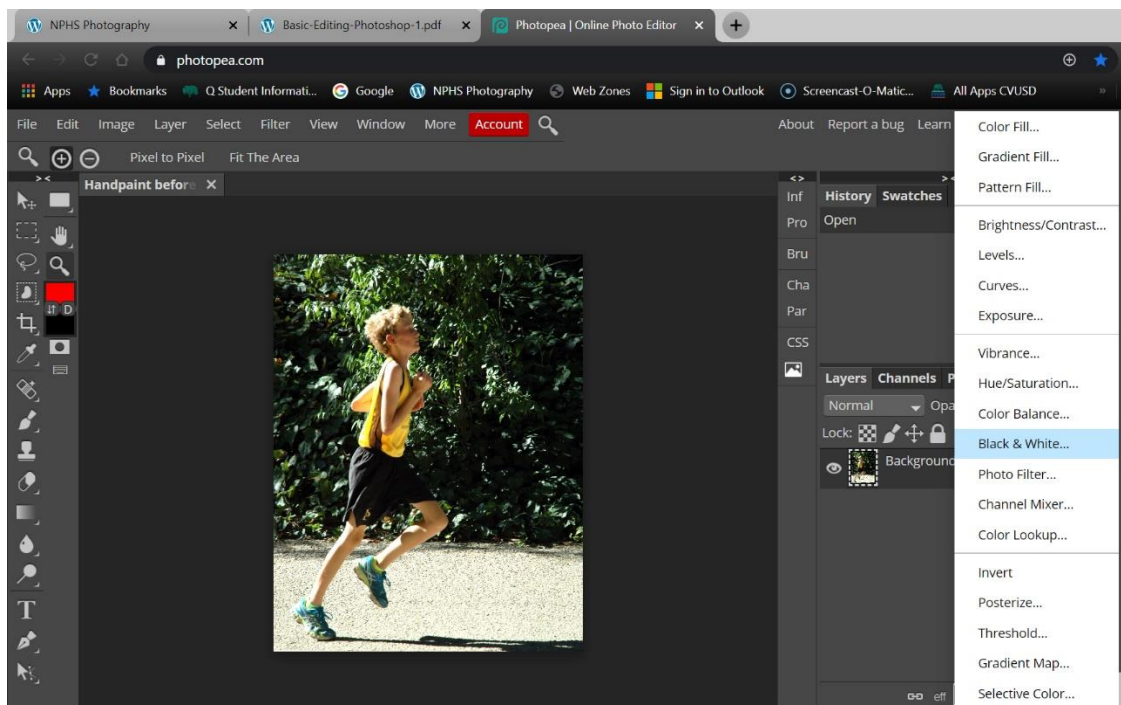 NPHS Photography
Basic-Editing-Photoshop-1.pdf
Photopea | Online Photo Editor
photopea.com
Apps Bookmarks Q Student Informati... Google NPHS Photography Web Zones Sign in to Outlook Screencast-O-Matic... All Apps CVUSD »
File Edit Image Layer Select Filter View Window More Account About Report a bug Learn
Pixel to Pixel Fit The Area
Handpaint before
Inf
Pro
Bru
Cha
Par
CSS
History Swatches
Open
Layers Channels P
Normal Opa
Lock:
Background
eff
D
T
Color Fill...
Gradient Fill...
Pattern Fill...
Brightness/Contrast...
Levels...
Curves...
Exposure...
Vibrance...
Hue/Saturation...
Color Balance...
Black & White...
Photo Filter...
Channel Mixer...
Color Lookup...
Invert
Posterize...
Threshold...
Gradient Map...
Selective Color...